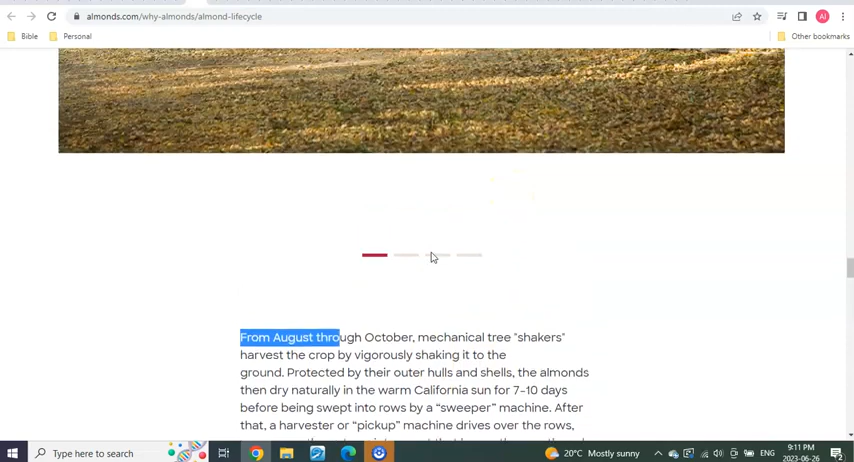 almonds.com/why-almonds/almond-lifecycle
AI
Bible
Personal
Other bookmarks
From August through October, mechanical tree "shakers"
harvest the crop by vigorously shaking it to the
ground. Protected by their outer hulls and shells, the almonds
then dry naturally in the warm California sun for 7–10 days
before being swept into rows by a “sweeper” machine. After
that, a harvester or “pickup” machine drives over the rows,
Type here to search
20°C Mostly sunny
ENG
9:11 PM
2023-06-26
2